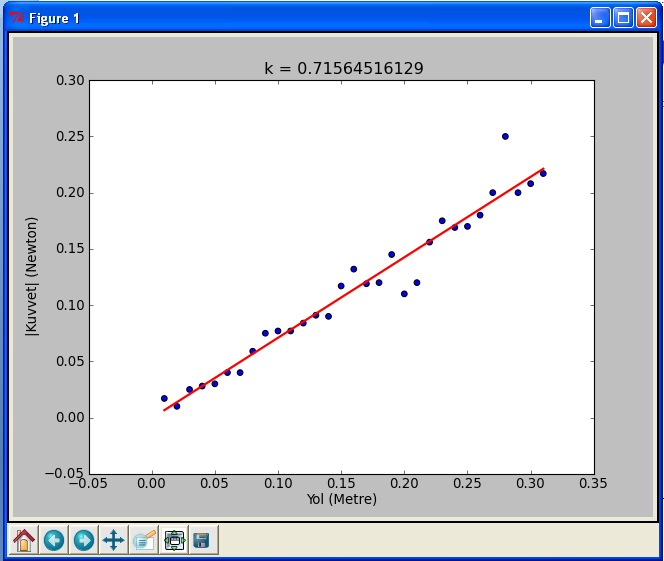 Figure 1
k = 0.71564516129
0.30
0.25
0.20
0.15
0.10
0.05
0.00
−0.05
|Kuvvet| (Newton)
−0.05 0.00 0.05 0.10 0.15 0.20 0.25 0.30 0.35
Yol (Metre)